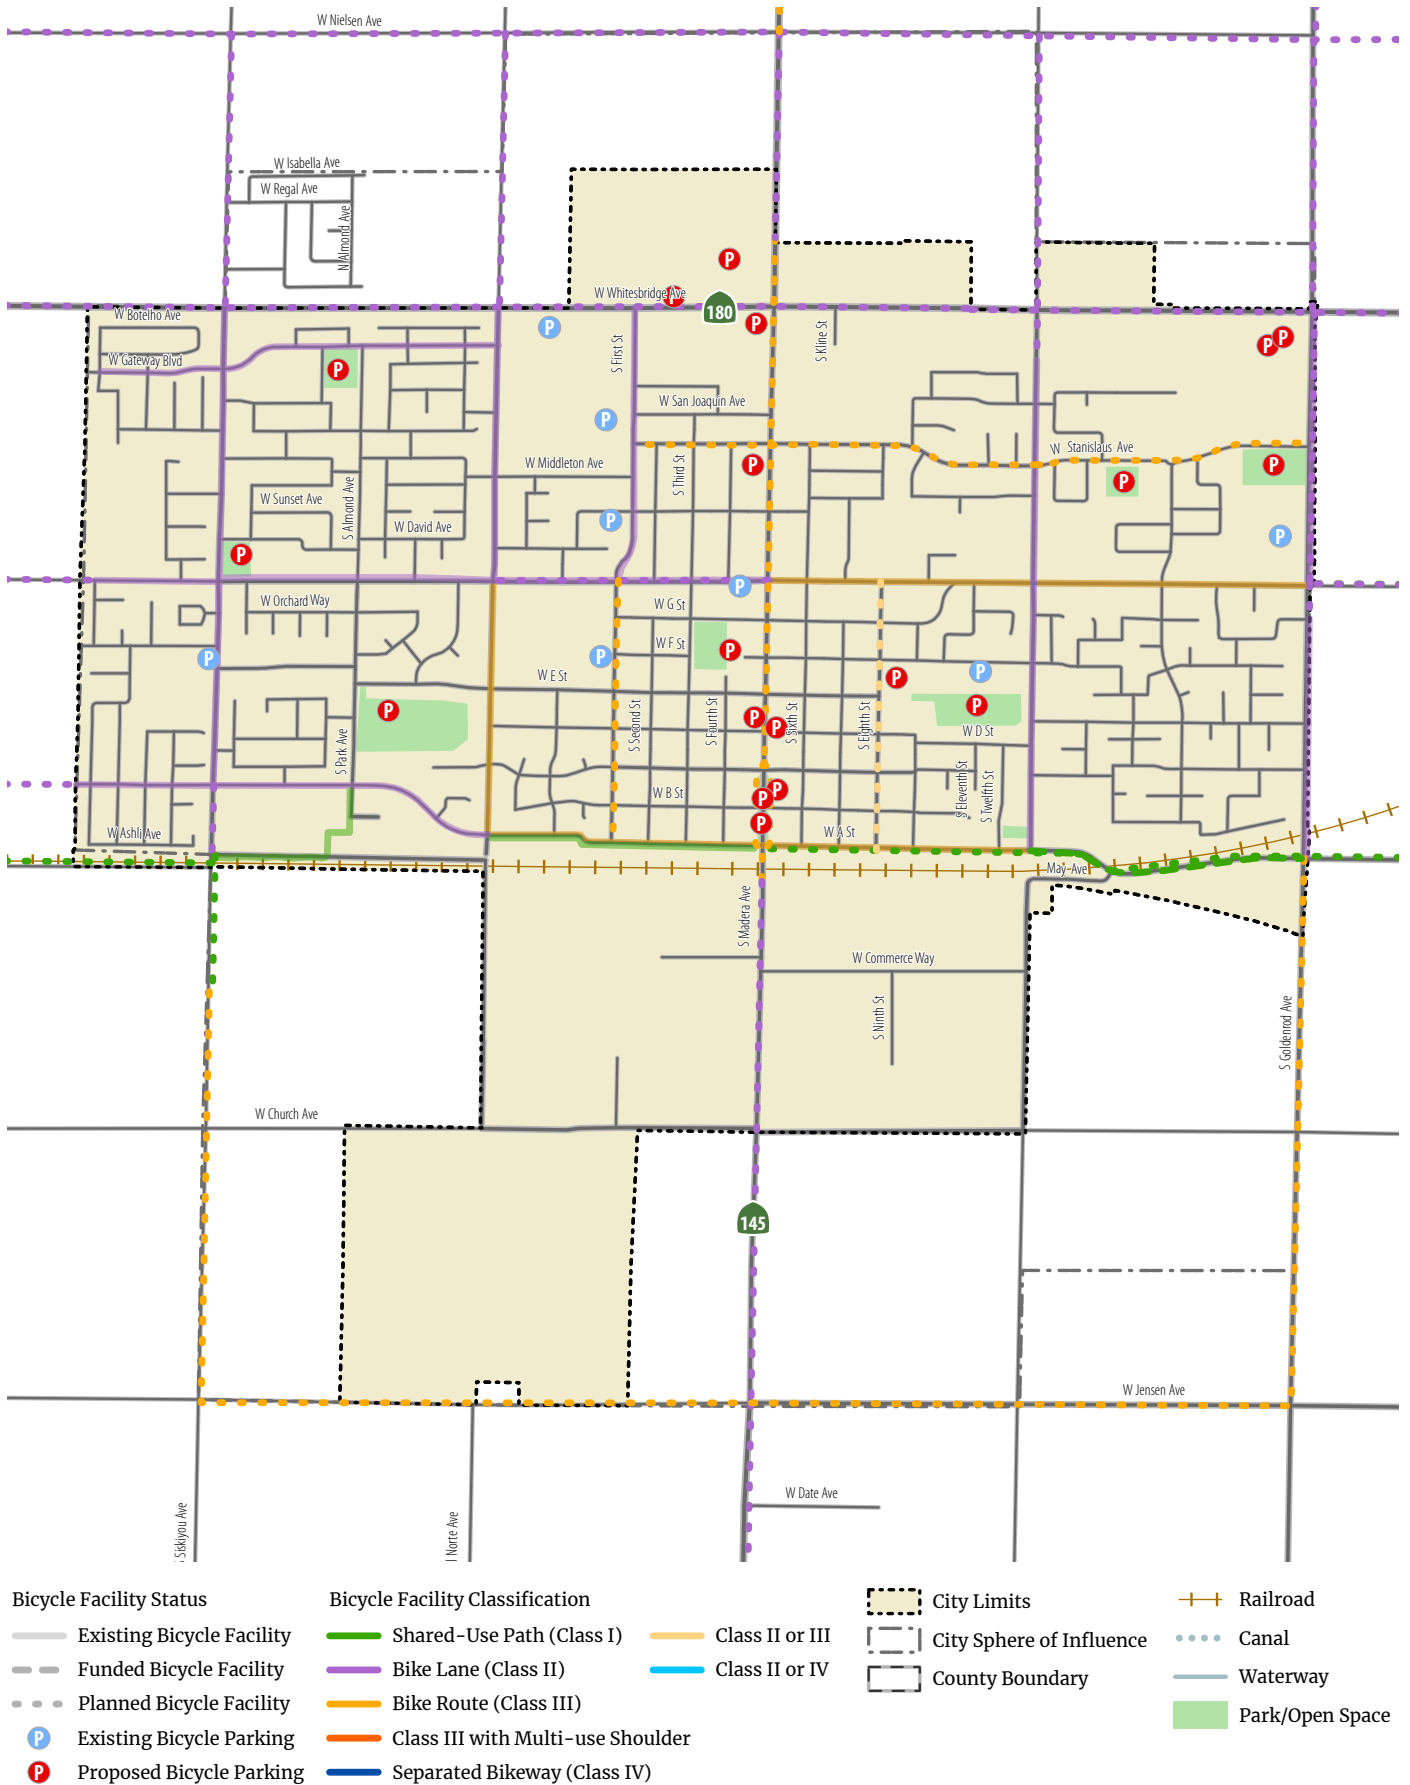 W Nielsen Ave
W Isabella Ave
W Regal Ave
N Almond Ave
W Whitesbridge Ave
P
P
180
W Botelho Ave
P
P
S First St
S Kline St
P
P
W Gateway Blvd
P
W San Joaquin Ave
P
W Stanislaus Ave
W Middleton Ave
S Third St
P
P
P
W Sunset Ave
S Almond Ave
W David Ave
P
P
P
P
W Orchard Way
W G St
W F St
P
P
P
W E St
P
P
P
S Second St
S Fourth St
P
P
S Sixth St
S Eighth St
P
W D St
S Park Ave
W B St
P
P
S Eleventh St
S Twelfth St
W Ashli Ave
P
W A St
May Ave
S Madera Ave
W Commerce Way
S Ninth St
S Goldenrod Ave
W Church Ave
145
W Jensen Ave
W Date Ave
Siskiyou Ave
Norte Ave
Bicycle Facility Status
Existing Bicycle Facility
Funded Bicycle Facility
Planned Bicycle Facility
P Existing Bicycle Parking
P Proposed Bicycle Parking
Bicycle Facility Classification
Shared-Use Path (Class I)
Bike Lane (Class II)
Bike Route (Class III)
Class III with Multi-use Shoulder
Separated Bikeway (Class IV)
Class II or III
Class II or IV
City Limits
City Sphere of Influence
County Boundary
Railroad
Canal
Waterway
Park/Open Space